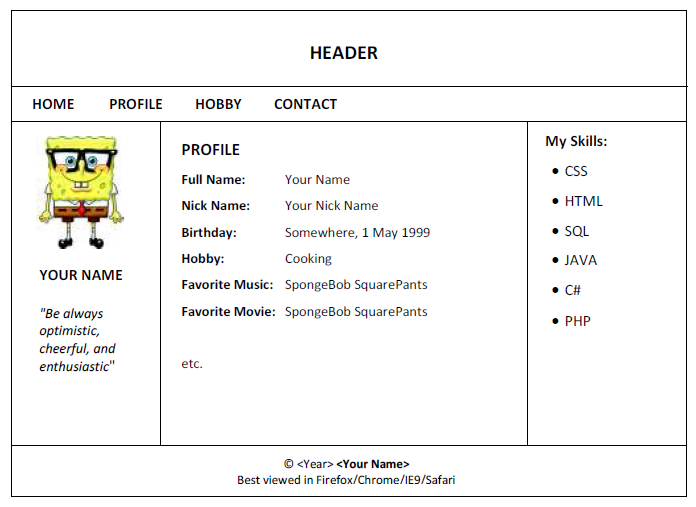 HEADER
HOME PROFILE HOBBY CONTACT
YOUR NAME
"Be always
optimistic,
cheerful, and
enthusiastic"
PROFILE
Full Name: Your Name
Nick Name: Your Nick Name
Birthday: Somewhere, 1 May 1999
Hobby: Cooking
Favorite Music: SpongeBob SquarePants
Favorite Movie: SpongeBob SquarePants
etc.
My Skills:
• CSS
• HTML
• SQL
• JAVA
• C#
• PHP
© <Year> <Your Name>
Best viewed in Firefox/Chrome/IE9/Safari